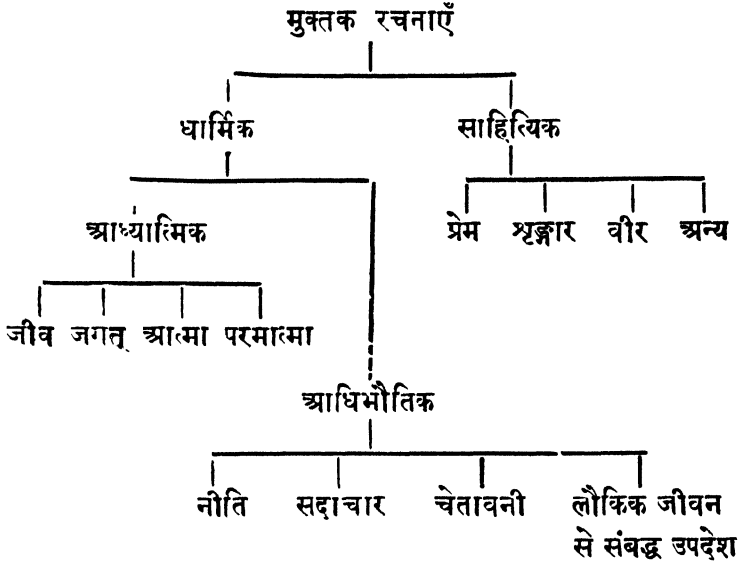 मुक्तक रचनाएँ
धार्मिक साहित्यिक
प्रेम शृङ्गार वीर अन्य
आध्यात्मिक
जीव जगत् आत्मा परमात्मा
आधिभौतिक
नीति सदाचार चेतावनी लौकिक जीवन
से संबद्ध उपदेश